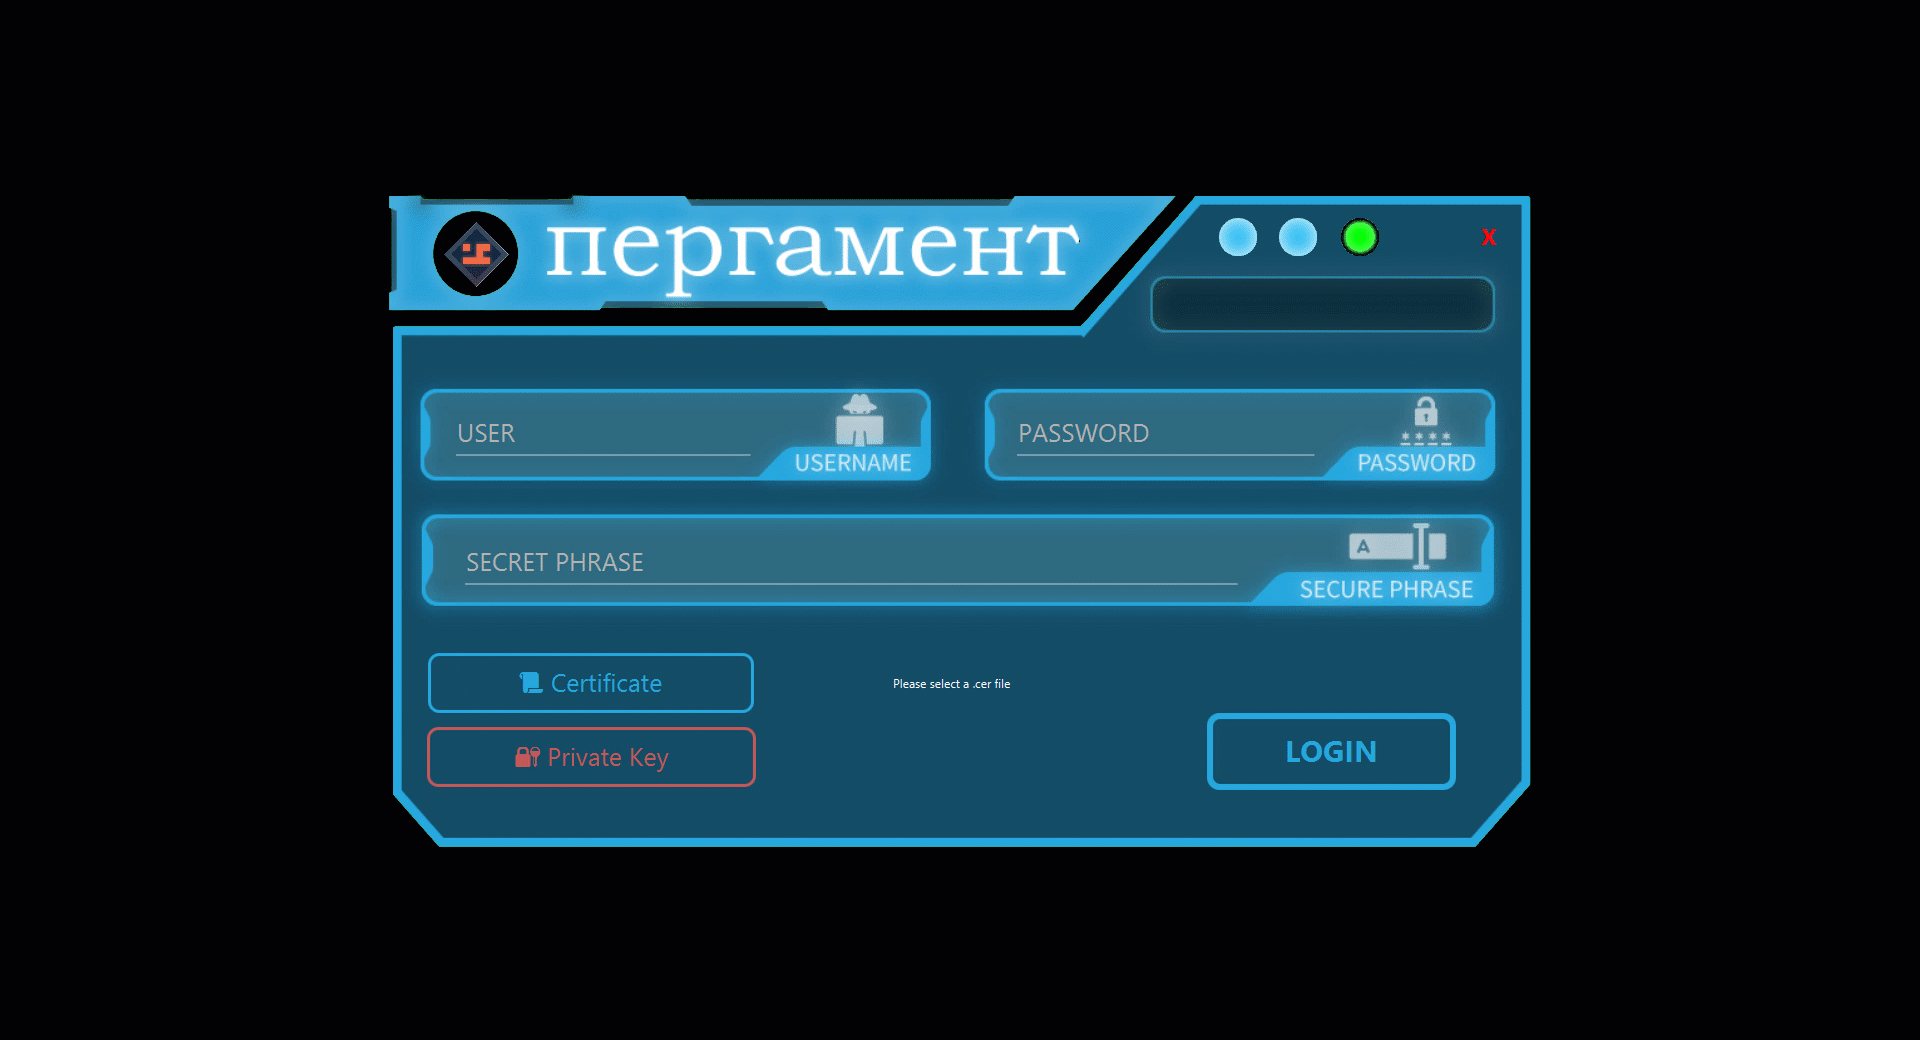 пергамент
X
USER
USERNAME
PASSWORD
* * * *
PASSWORD
SECRET PHRASE
A
SECURE PHRASE
Certificate
Please select a .cer file
Private Key
LOGIN